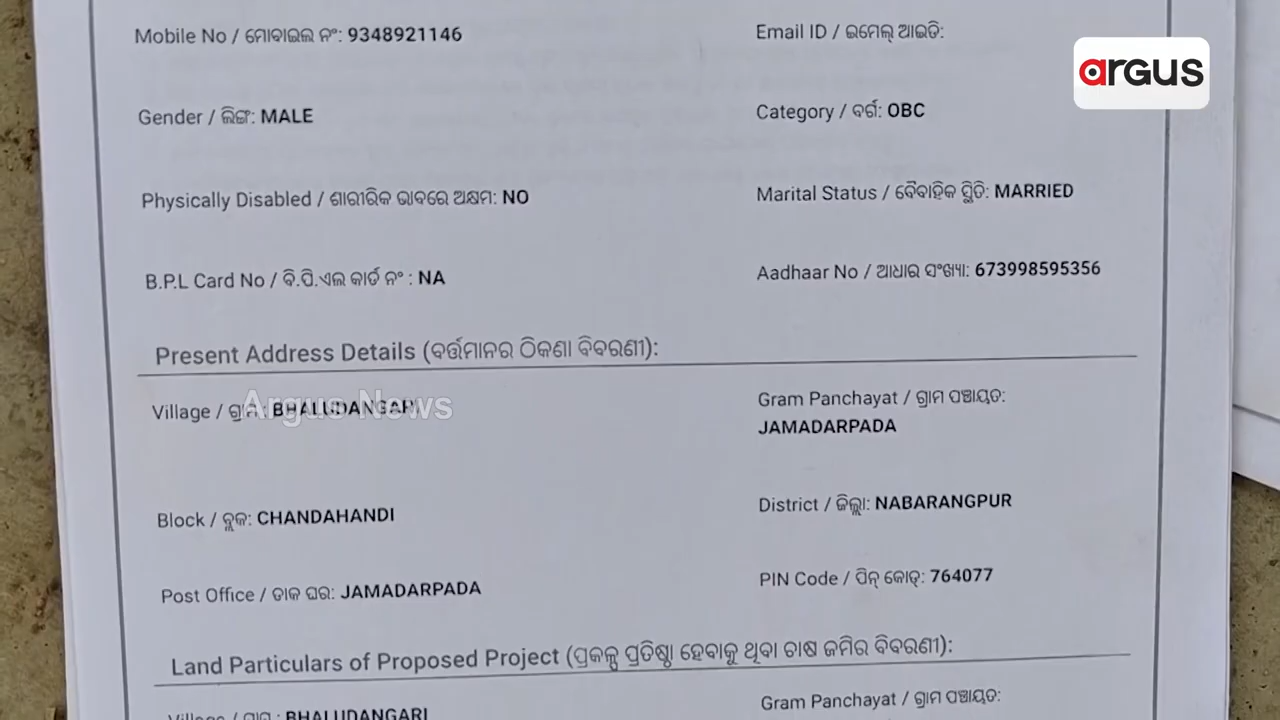 Mobile No / ମୋବାଇଲ ନଂ: 9348921146
Email ID / ଇମେଲ୍ ଆଇଡି:
argus
Gender / ଲିଙ୍ଗ: MALE
Category / ବର୍ଗ: OBC
Physically Disabled / ଶାରୀରିକ ଭାବରେ ଅକ୍ଷମ: NO
Marital Status / ବୈବାହିକ ସ୍ଥିତି: MARRIED
B.P.L Card No / ବି.ପି.ଏଲ କାର୍ଡ ନଂ : NA
Aadhaar No / ଆଧାର ସଂଖ୍ୟା: 673998595356
Present Address Details (ବର୍ତ୍ତମାନର ଠିକଣା ବିବରଣୀ):
Village / ଗ୍ରାମ : BHALUDANGARI
Argus News
Gram Panchayat / ଗ୍ରାମ ପଞ୍ଚାୟତ:
JAMADARPADA
Block / ବ୍ଲକ: CHANDAHANDI
District / ଜିଲ୍ଲା: NABARANGPUR
Post Office / ଡାକ ଘର: JAMADARPADA
PIN Code / ପିନ୍ କୋଡ୍: 764077
Land Particulars of Proposed Project (ପ୍ରକଳ୍ପ ପ୍ରତିଷ୍ଠା ହେବାକୁ ଥିବା ଚାଷ ଜମିର ବିବରଣୀ):
Village / ଗ୍ରାମ : BHALUDANGARI
Gram Panchayat / ଗ୍ରାମ ପଞ୍ଚାୟତ: